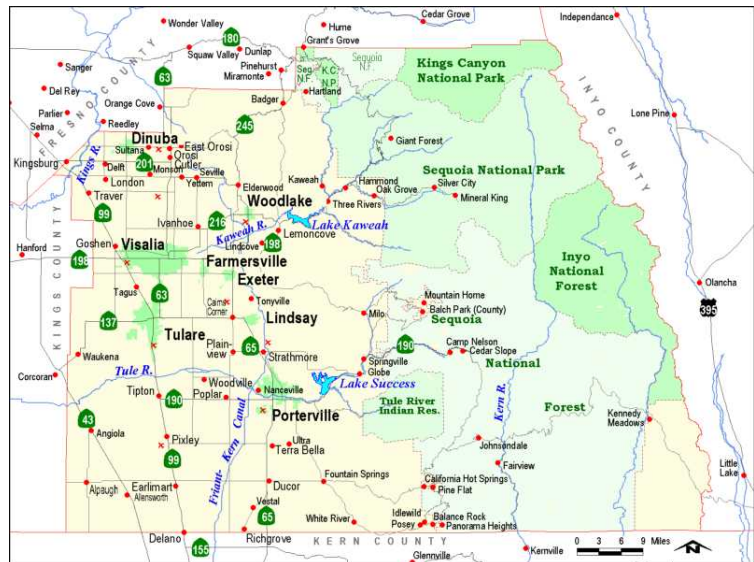 Wonder Valley
Hume
Cedar Grove
Independence
180
Dunlap
Grant's Grove
Squaw Valley
Pinehurst
Sequoia
N.F.
Kings Canyon
National Park
Sanger
63
Miramonte
Seq.
N.F.
K.C.
N.P.
Del Rey
Orange Cove
Badger
Hartland
INYO COUNTY
Lone Pine
Parlier
FRESNO COUNTY
Selma
Reedley
245
Dinuba
Giant Forest
Sultana
East Orosi
Orosi
Cutler
Kingsburg
Kings R.
Delft
201
Monson
Seville
Yettem
London
Elderwood
Kaweah
Hammond
Oak Grove
Silver City
Sequoia National Park
Mineral King
Traver
Woodlake
Three Rivers
99
216
Ivanhoe
Lake Kaweah
Kaweah R.
Lemoncove
Goshen
Visalia
Lindcove
198
Hanford
198
KINGS COUNTY
Farmersville
Exeter
Inyo
National
Forest
Olancha
Tagus
63
Tonyville
Mountain Home
Balch Park (County)
395
137
Cairns
Corner
Lindsay
Milo
Sequoia
Tulare
Plain-
view
65
Strathmore
190
Camp Nelson
Cedar Slope
Waukena
Springville
Globe
National
Corcoran
Tule R.
Woodville
Nanceville
Lake Success
Kern R.
Tipton
190
Poplar
Tule River
Indian Res.
Forest
Porterville
Kennedy
Meadows
43
Angiola
Friant-Kern Canal
Pixley
Ultra
Terra Bella
Johnsondale
99
Fairview
Little
Lake
Alpaugh
Earlimart
Allensworth
Ducor
Fountain Springs
California Hot Springs
Pine Flat
Vestal
65
White River
Idlewild
Posey
Balance Rock
Panorama Heights
Delano
Richgrove
KERN COUNTY
155
Glennville
Kernville
0 3 6 9 Miles
N